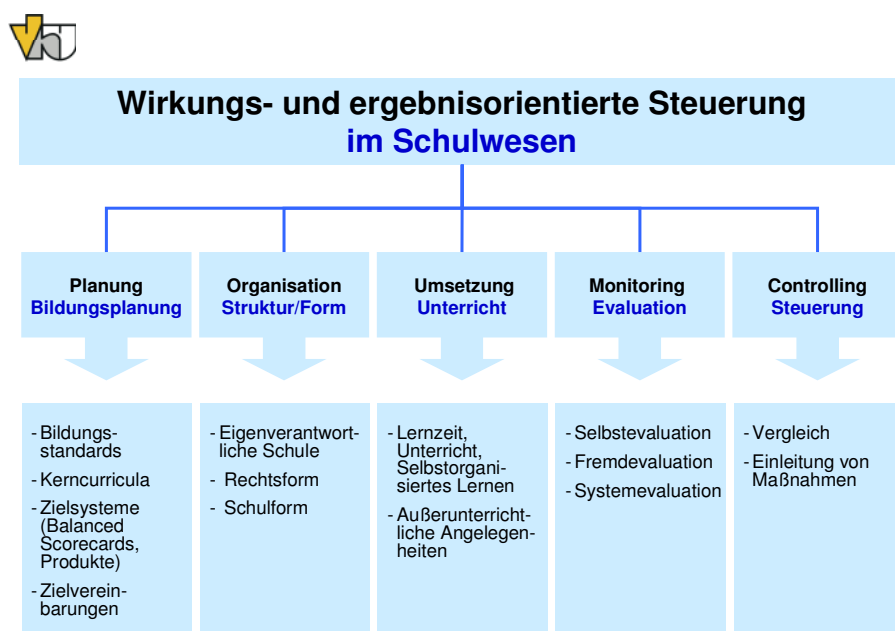 vhU
Wirkungs- und ergebnisorientierte Steuerung
im Schulwesen
Planung
Bildungsplanung
Organisation
Struktur/Form
Umsetzung
Unterricht
Monitoring
Evaluation
Controlling
Steuerung
- Bildungs-
standards
- Kerncurricula
- Zielsysteme
(Balanced
Scorecards,
Produkte)
- Zielverein-
barungen
- Eigenverantwort-
liche Schule
- Rechtsform
- Schulform
- Lernzeit,
Unterricht,
Selbstorgani-
siertes Lernen
- Außerunterricht-
liche Angelegen-
heiten
- Selbstevaluation
- Fremdevaluation
- Systemevaluation
- Vergleich
- Einleitung von
Maßnahmen